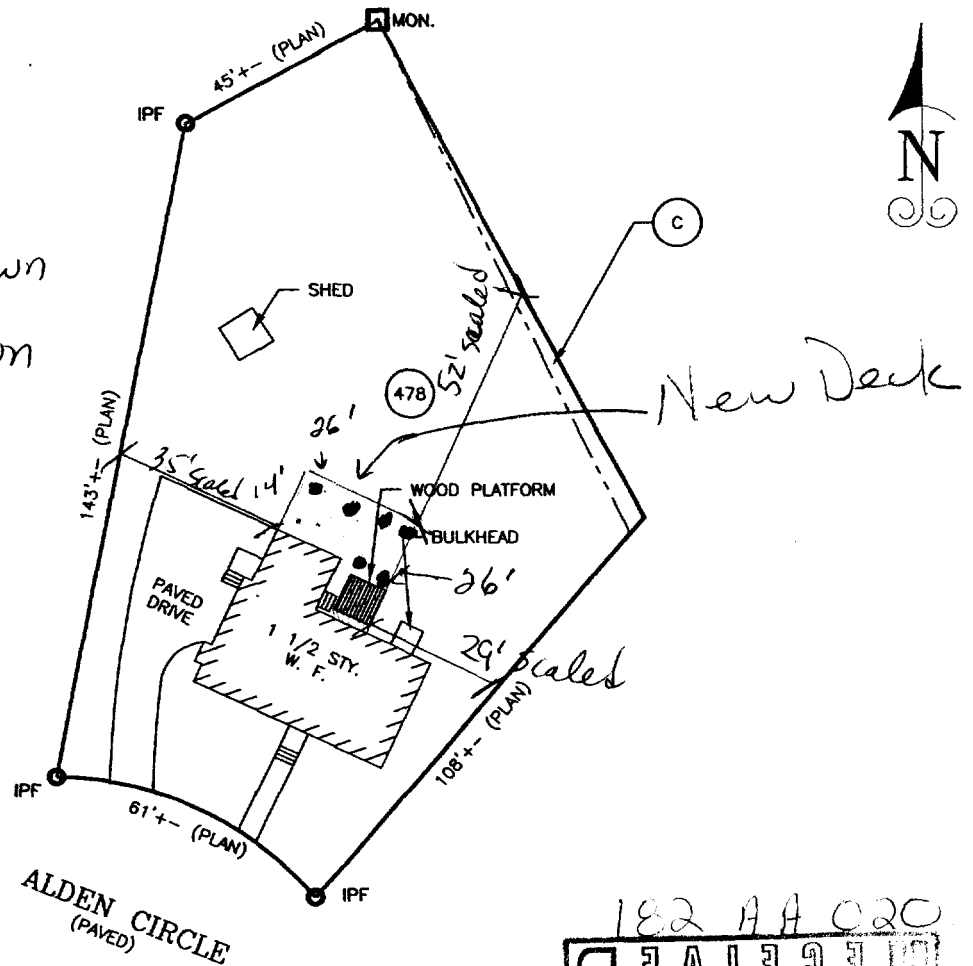 MON.
45'+- (PLAN)
IPF
N
C
SHED
52' scaled
478
New Deck
26'
143'+- (PLAN)
35' scaled
14'
WOOD PLATFORM
BULKHEAD
26'
PAVED
DRIVE
1 1/2 STY.
W. F.
29' scaled
108'+- (PLAN)
IPF
61'+- (PLAN)
IPF
ALDEN CIRCLE
(PAVED)
182 AA 020